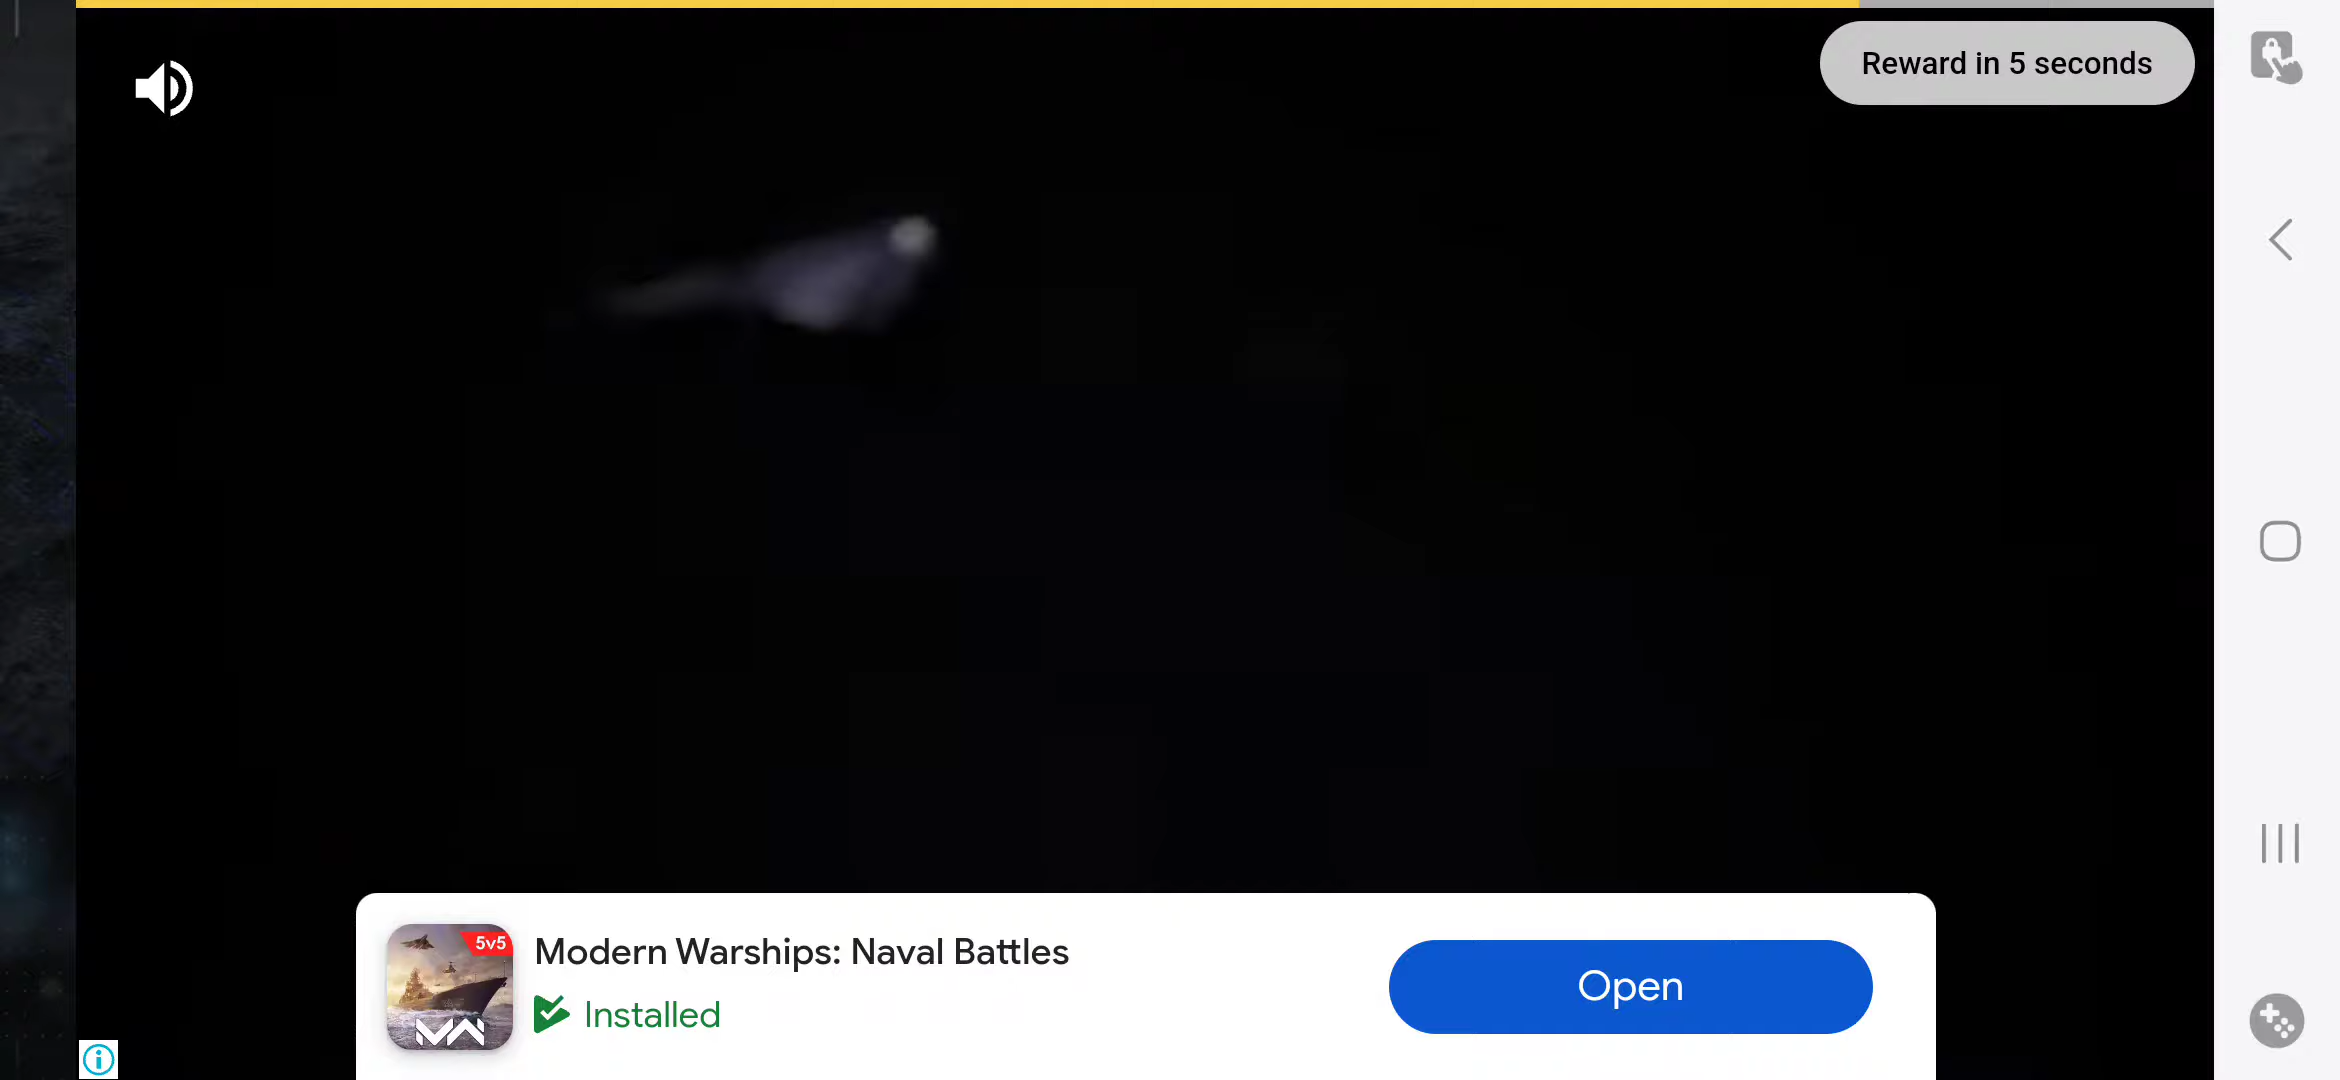 Reward in 5 seconds
5v5
Modern Warships: Naval Battles
Installed
Open